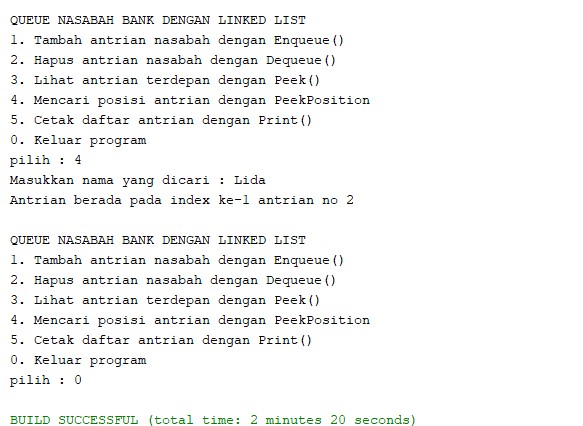 QUEUE NASABAH BANK DENGAN LINKED LIST
1. Tambah antrian nasabah dengan Enqueue()
2. Hapus antrian nasabah dengan Dequeue()
3. Lihat antrian terdepan dengan Peek()
4. Mencari posisi antrian dengan PeekPosition
5. Cetak daftar antrian dengan Print()
0. Keluar program
pilih : 4
Masukkan nama yang dicari : Lida
Antrian berada pada index ke-1 antrian no 2
QUEUE NASABAH BANK DENGAN LINKED LIST
1. Tambah antrian nasabah dengan Enqueue()
2. Hapus antrian nasabah dengan Dequeue()
3. Lihat antrian terdepan dengan Peek()
4. Mencari posisi antrian dengan PeekPosition
5. Cetak daftar antrian dengan Print()
0. Keluar program
pilih : 0
BUILD SUCCESSFUL (total time: 2 minutes 20 seconds)